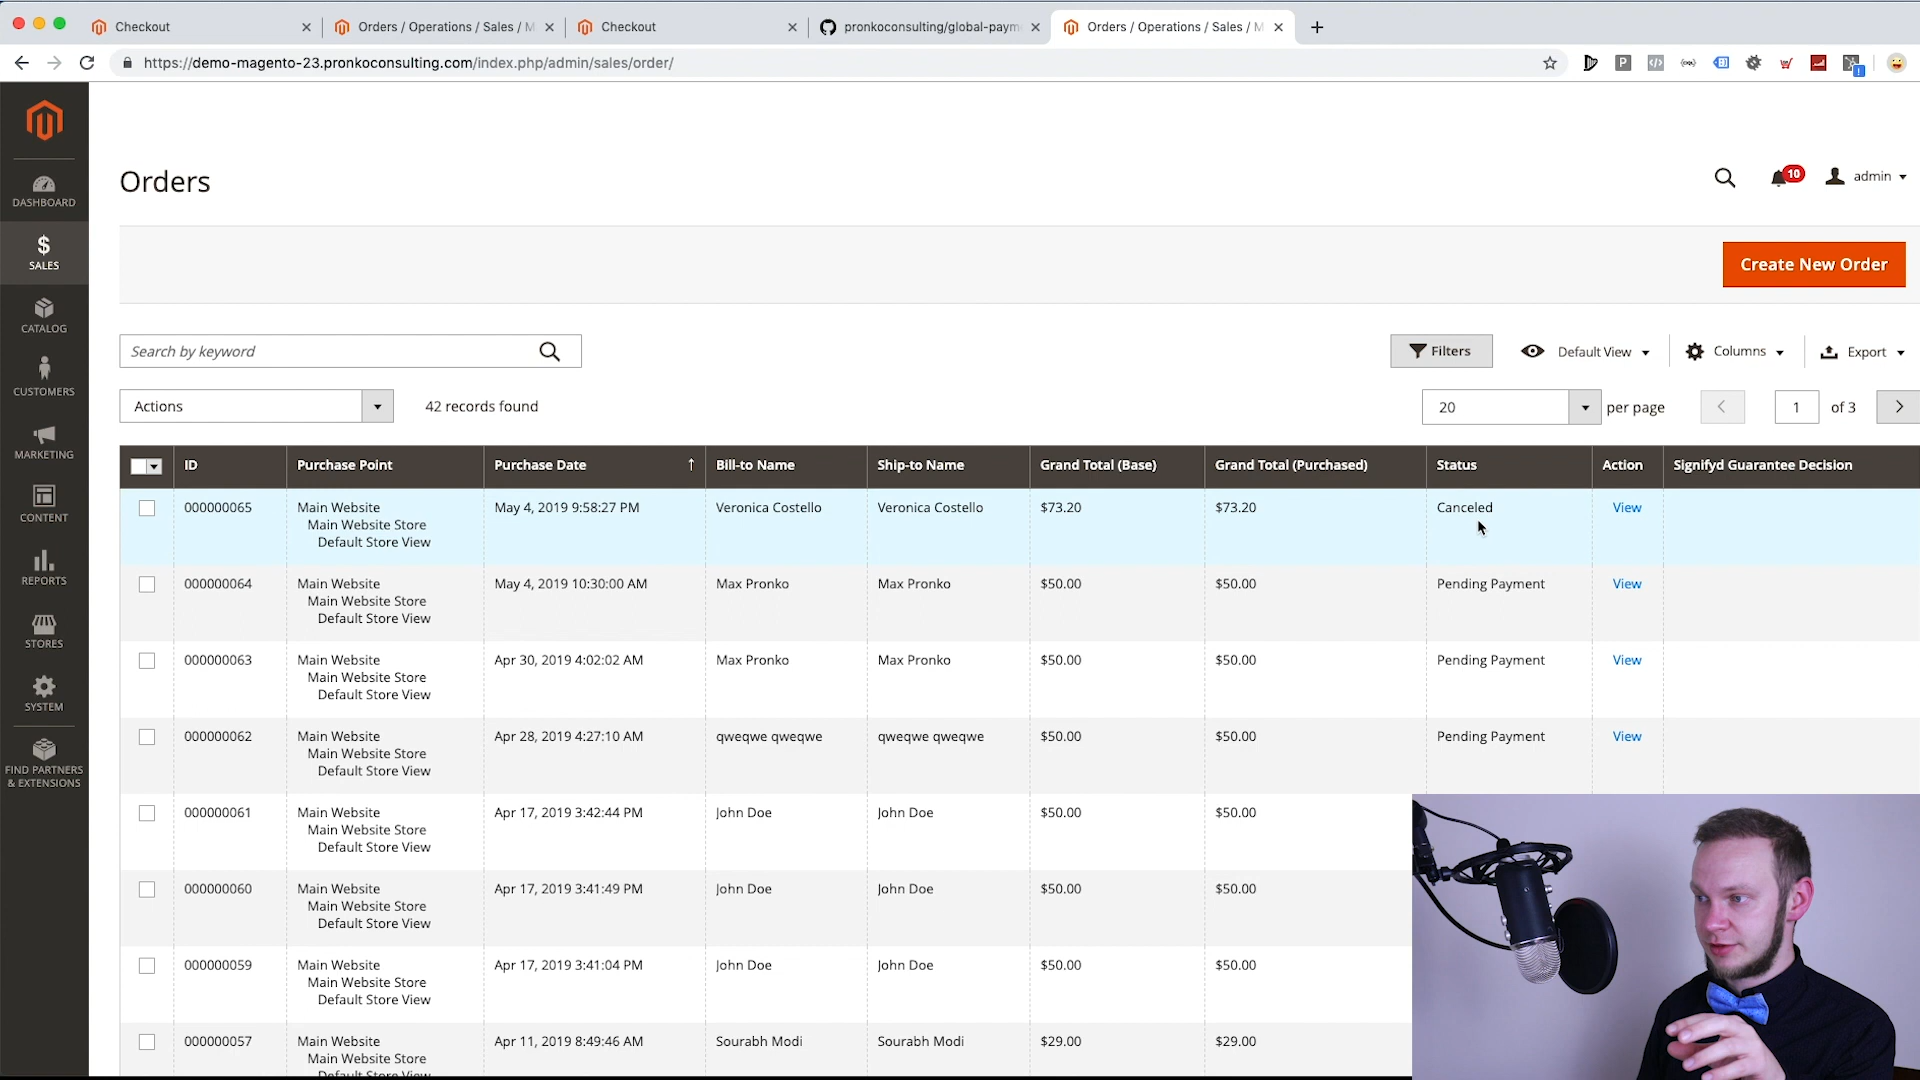 Checkout
Orders / Operations / Sales / M
Checkout
pronkoconsulting/global-paym
Orders / Operations / Sales / M
https://demo-magento-23.pronkoconsulting.com/index.php/admin/sales/order/
DASHBOARD
SALES
CATALOG
CUSTOMERS
MARKETING
CONTENT
REPORTS
STORES
SYSTEM
FIND PARTNERS
& EXTENSIONS
Orders
10
admin
Create New Order
Search by keyword
Filters
Default View
Columns
Export
Actions
42 records found
20
per page
1
of 3
ID Purchase Point Purchase Date Bill-to Name Ship-to Name Grand Total (Base) Grand Total (Purchased) Status Action Signifyd Guarantee Decision
000000065 Main Website May 4, 2019 9:58:27 PM Veronica Costello Veronica Costello $73.20 $73.20 Canceled View
Main Website Store
Default Store View
000000064 Main Website May 4, 2019 10:30:00 AM Max Pronko Max Pronko $50.00 $50.00 Pending Payment View
Main Website Store
Default Store View
000000063 Main Website Apr 30, 2019 4:02:02 AM Max Pronko Max Pronko $50.00 $50.00 Pending Payment View
Main Website Store
Default Store View
000000062 Main Website Apr 28, 2019 4:27:10 AM qweqwe qweqwe qweqwe qweqwe $50.00 $50.00 Pending Payment View
Main Website Store
Default Store View
000000061 Main Website Apr 17, 2019 3:42:44 PM John Doe John Doe $50.00 $50.00
Main Website Store
Default Store View
000000060 Main Website Apr 17, 2019 3:41:49 PM John Doe John Doe $50.00 $50.00
Main Website Store
Default Store View
000000059 Main Website Apr 17, 2019 3:41:04 PM John Doe John Doe $50.00 $50.00
Main Website Store
Default Store View
000000057 Main Website Apr 11, 2019 8:49:46 AM Sourabh Modi Sourabh Modi $29.00 $29.00
Main Website Store
Default Store View